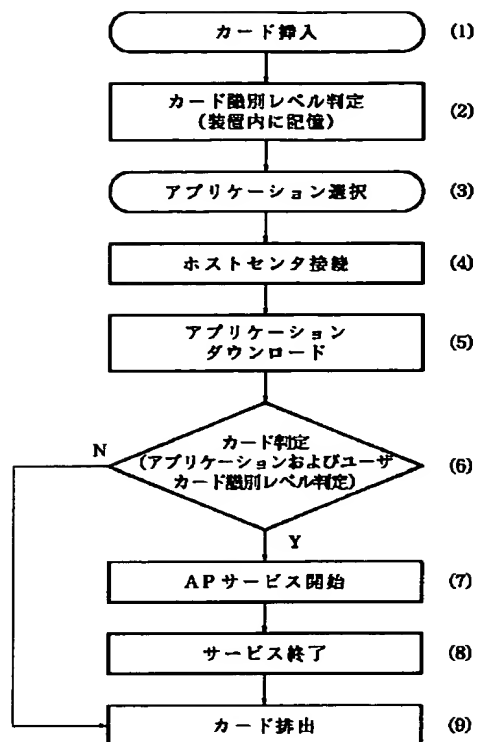 カード挿入 (1)
カード識別レベル判定 (2)
(装置内に記憶)
アプリケーション選択 (3)
ホストセンタ接続 (4)
アプリケーション (5)
ダウンロード
カード判定
(アプリケーションおよびユーザ (6)
カード識別レベル判定)
N
Y
APサービス開始 (7)
サービス終了 (8)
カード排出 (9)